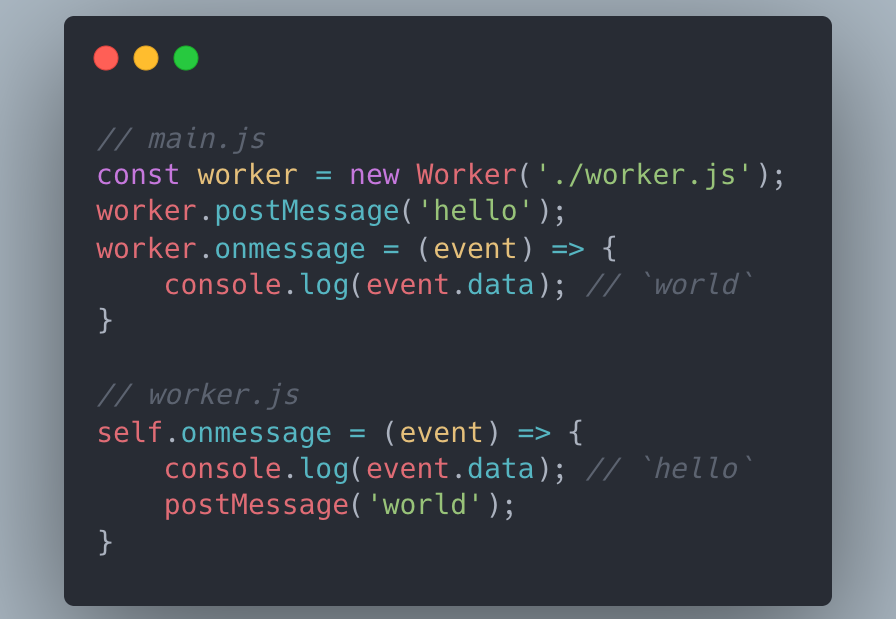 // main.js
const worker = new Worker('./worker.js');
worker.postMessage('hello');
worker.onmessage = (event) => {
    console.log(event.data); // `world`
}

// worker.js
self.onmessage = (event) => {
    console.log(event.data); // `hello`
    postMessage('world');
}